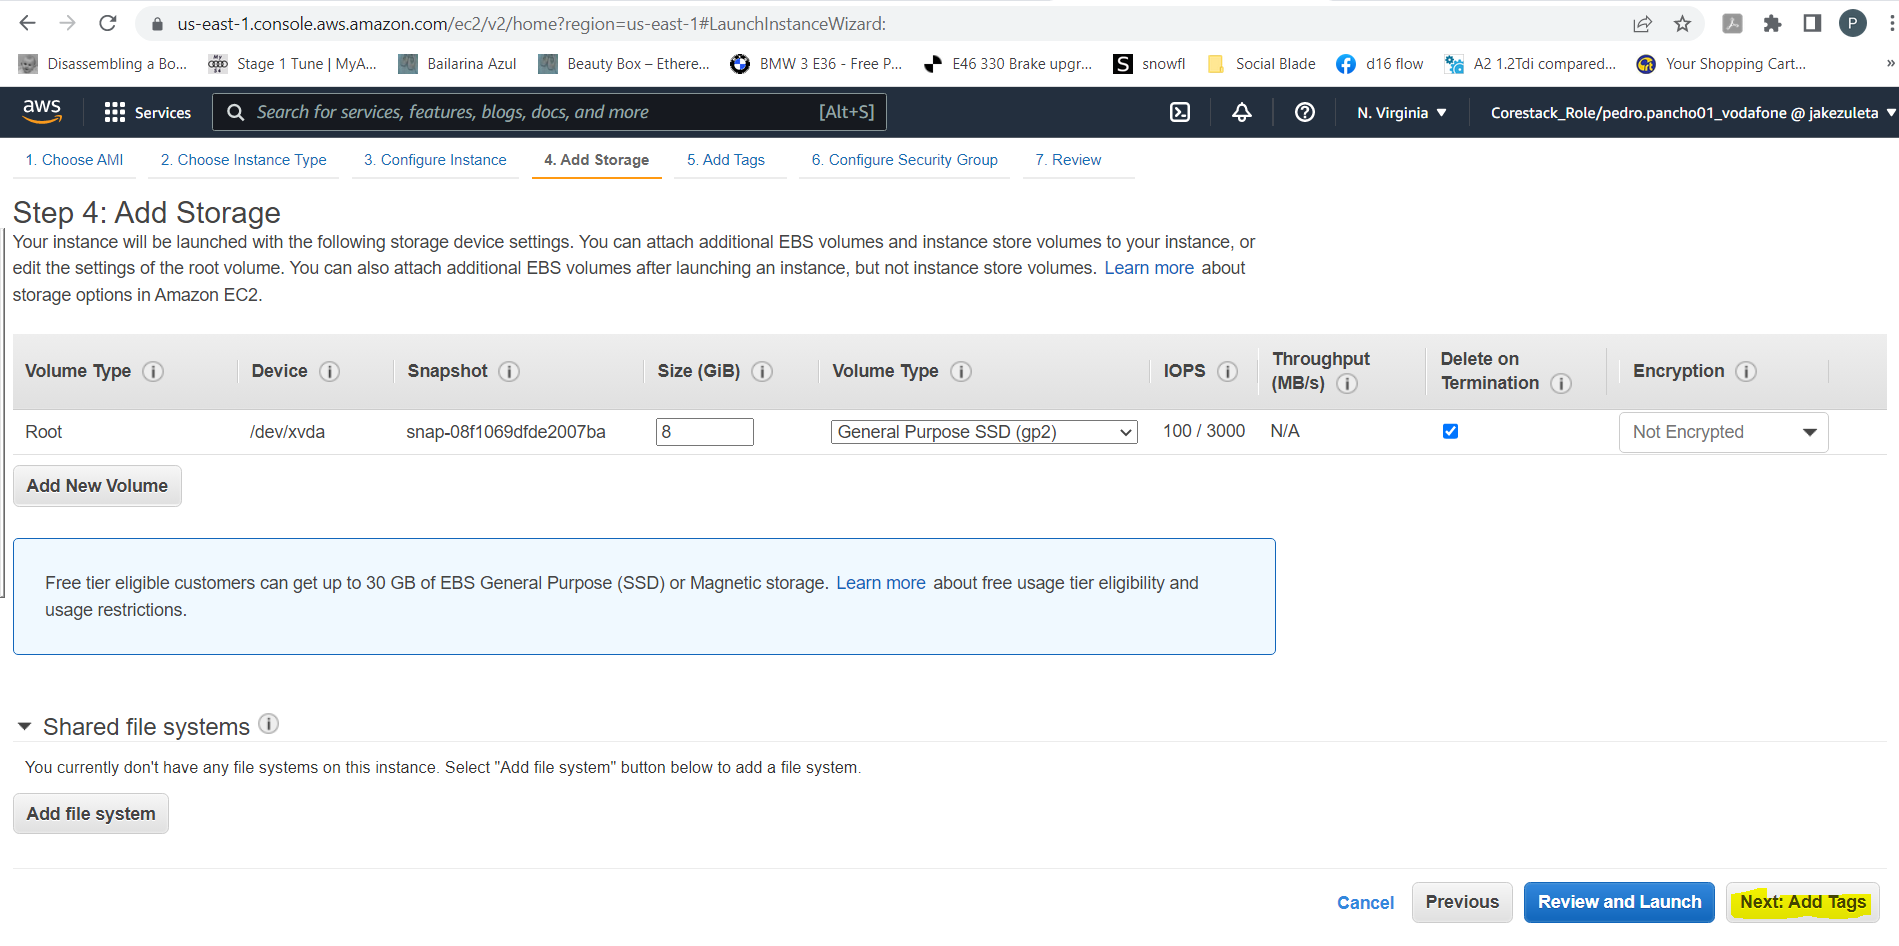 us-east-1.console.aws.amazon.com/ec2/v2/home?region=us-east-1#LaunchInstanceWizard:
P
Disassembling a Bo... Stage 1 Tune | MyA... Bailarina Azul Beauty Box – Ethere... BMW 3 E36 - Free P... E46 330 Brake upgr... S snowfl Social Blade d16 flow A2 1.2Tdi compared... Your Shopping Cart... »
aws Services Search for services, features, blogs, docs, and more [Alt+S] N. Virginia Corestack_Role/pedro.pancho01_vodafone @ jakezuleta
1. Choose AMI 2. Choose Instance Type 3. Configure Instance 4. Add Storage 5. Add Tags 6. Configure Security Group 7. Review
Step 4: Add Storage
Your instance will be launched with the following storage device settings. You can attach additional EBS volumes and instance store volumes to your instance, or
edit the settings of the root volume. You can also attach additional EBS volumes after launching an instance, but not instance store volumes. Learn more about
storage options in Amazon EC2.
Volume Type Device Snapshot Size (GiB) Volume Type IOPS Throughput (MB/s) Delete on Termination Encryption
Root /dev/xvda snap-08f1069dfde2007ba 8 General Purpose SSD (gp2) 100 / 3000 N/A Not Encrypted
Add New Volume
Free tier eligible customers can get up to 30 GB of EBS General Purpose (SSD) or Magnetic storage. Learn more about free usage tier eligibility and
usage restrictions.
Shared file systems
You currently don't have any file systems on this instance. Select "Add file system" button below to add a file system.
Add file system
Cancel Previous Review and Launch Next: Add Tags